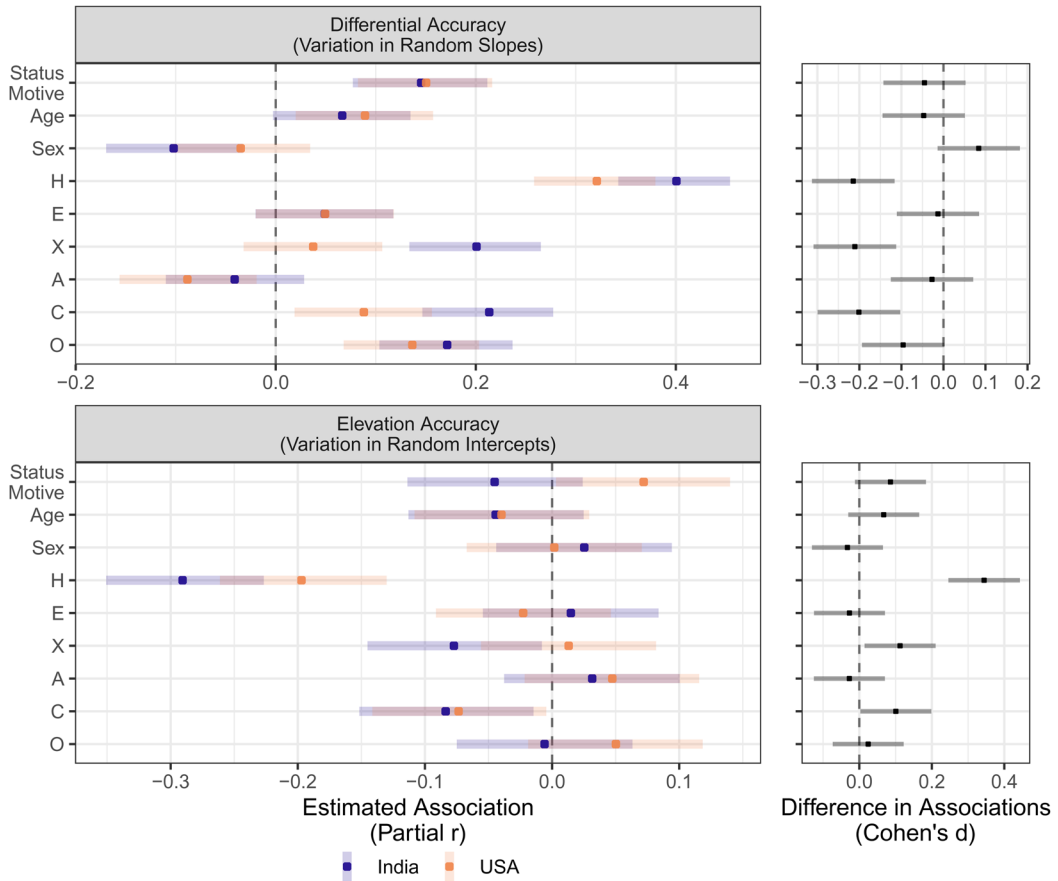 Differential Accuracy
(Variation in Random Slopes)
Status
Motive
Age
Sex
H
E
X
A
C
O
−0.2
0.0
0.2
0.4
−0.3
−0.2
−0.1
0.0
0.1
0.2
Elevation Accuracy
(Variation in Random Intercepts)
Status
Motive
Age
Sex
H
E
X
A
C
O
−0.3
−0.2
−0.1
0.0
0.1
0.0
0.2
0.4
Estimated Association
(Partial r)
Difference in Associations
(Cohen's d)
India
USA